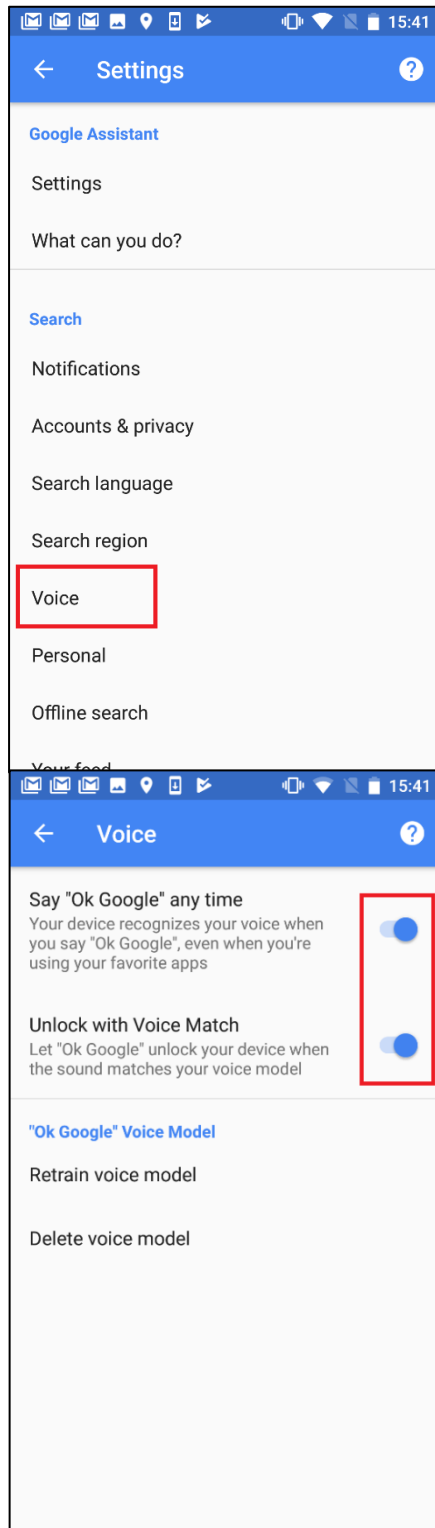 15:41
Settings
Google Assistant
Settings
What can you do?
Search
Notifications
Accounts & privacy
Search language
Search region
Voice
Personal
Offline search
Your feed
15:41
Voice
Say "Ok Google" any time
Your device recognizes your voice when
you say "Ok Google", even when you're
using your favorite apps
Unlock with Voice Match
Let "Ok Google" unlock your device when
the sound matches your voice model
"Ok Google" Voice Model
Retrain voice model
Delete voice model